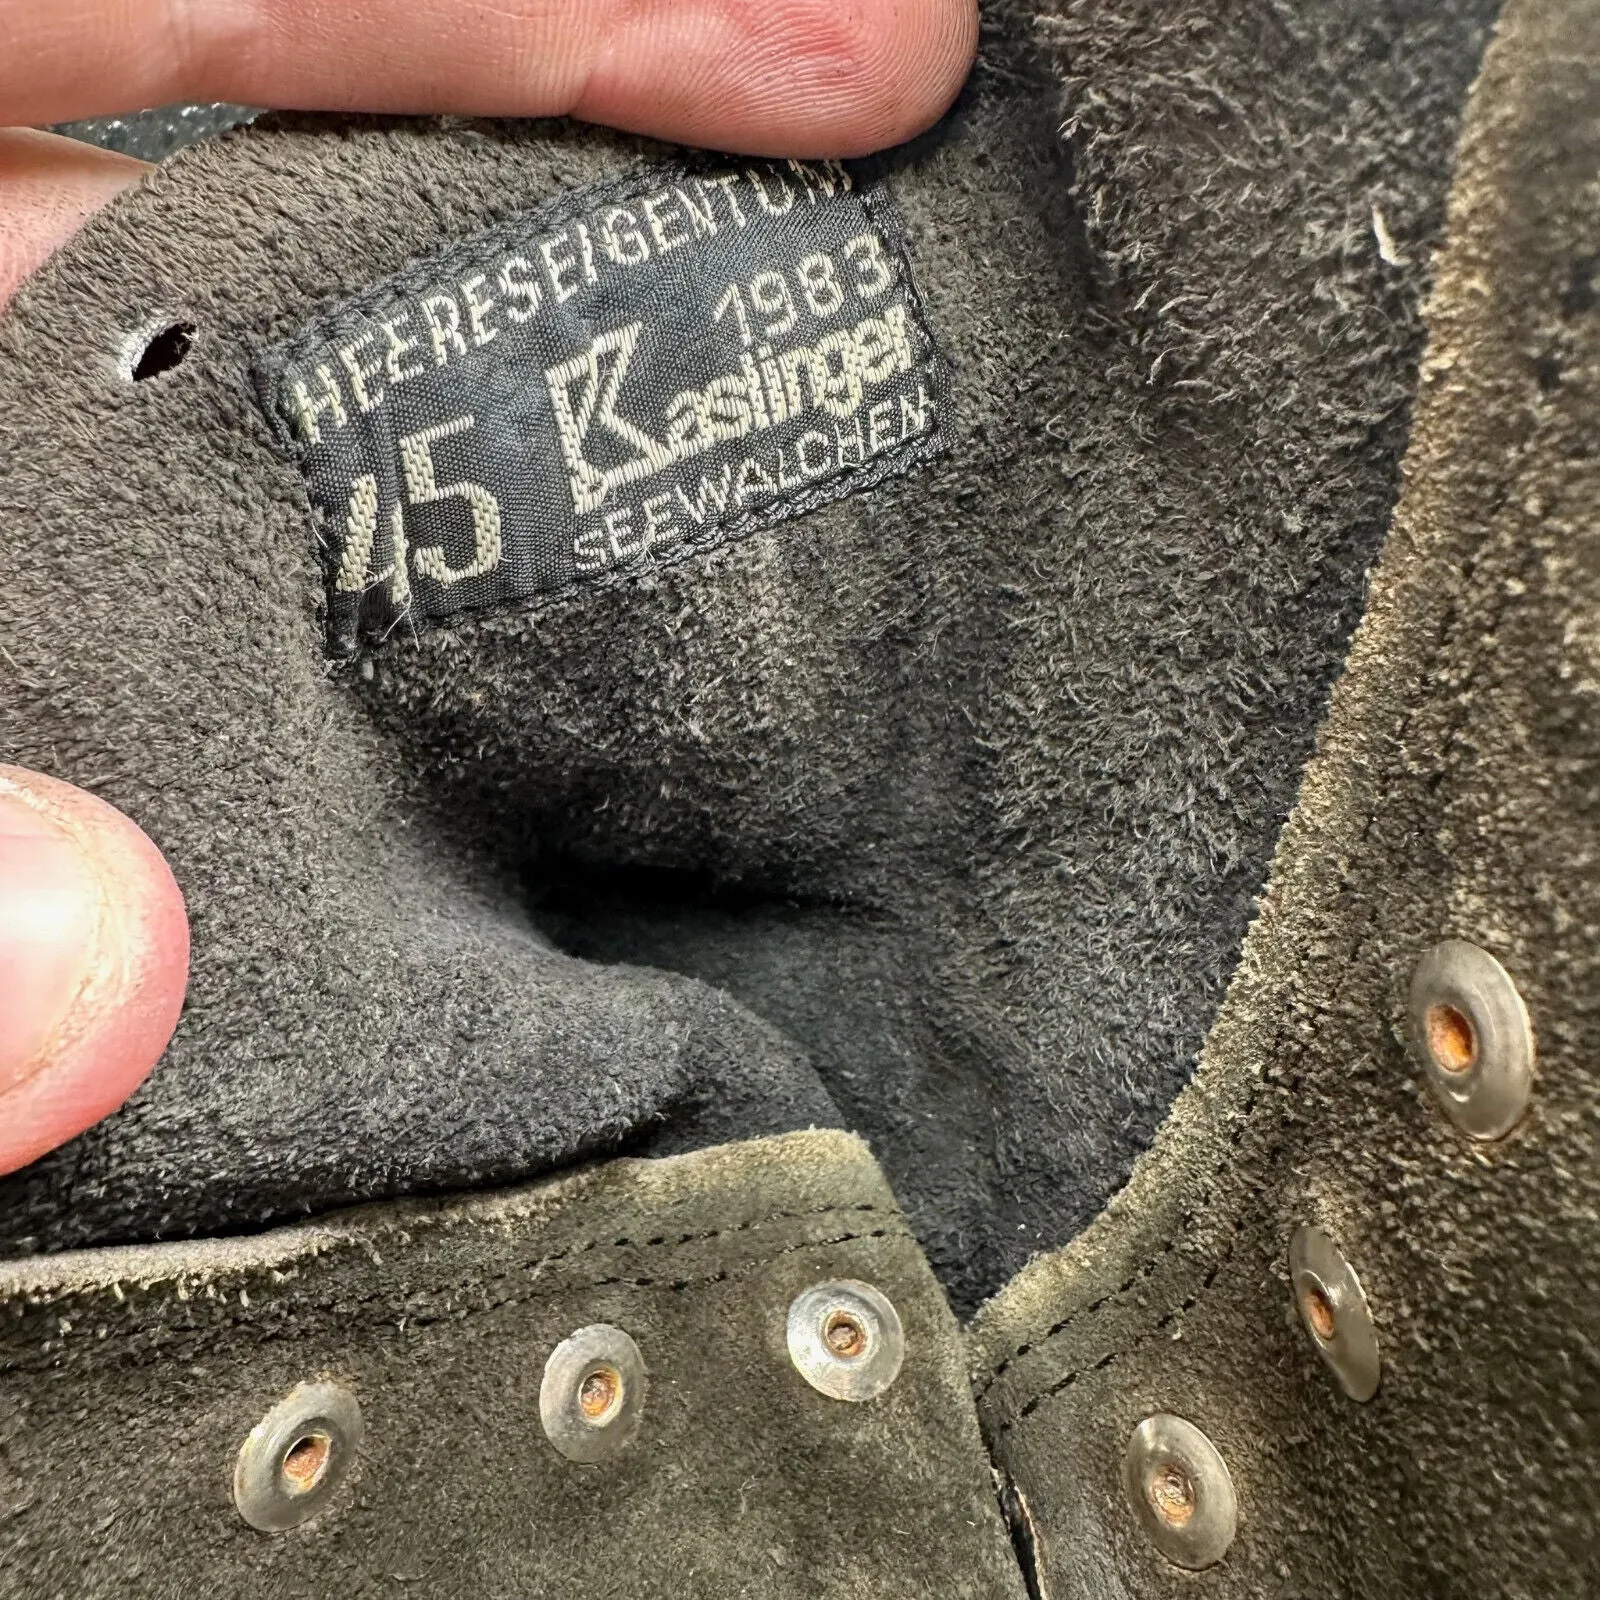 HEERESEIGENTUM
1983
45 Kastinger
SEEWALCHEN